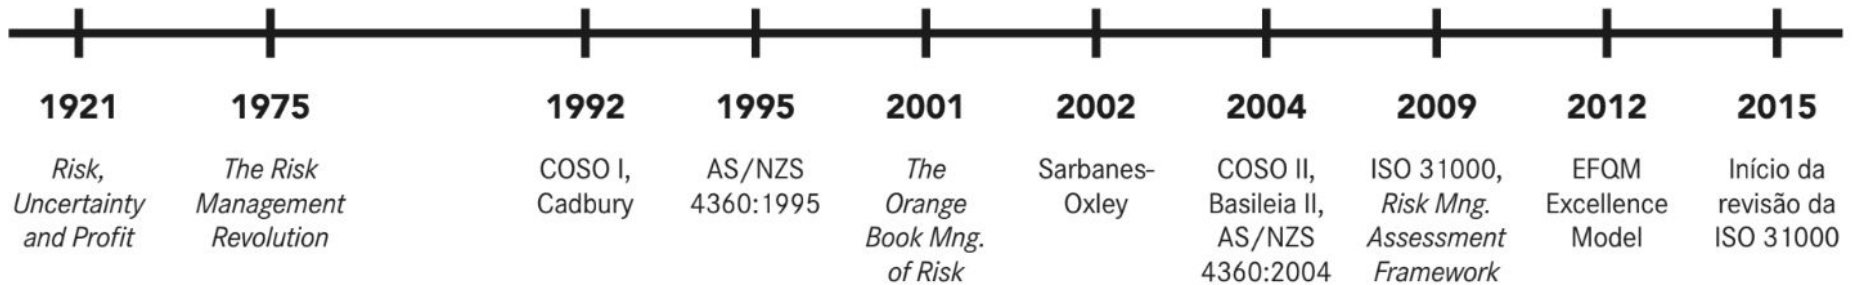 1921
Risk,
Uncertainty
and Profit
1975
The Risk
Management
Revolution
1992
COSO I,
Cadbury
1995
AS/NZS
4360:1995
2001
The
Orange
Book Mng.
of Risk
2002
Sarbanes-
Oxley
2004
COSO II,
Basileia II,
AS/NZS
4360:2004
2009
ISO 31000,
Risk Mng.
Assessment
Framework
2012
EFQM
Excellence
Model
2015
Início da
revisão da
ISO 31000